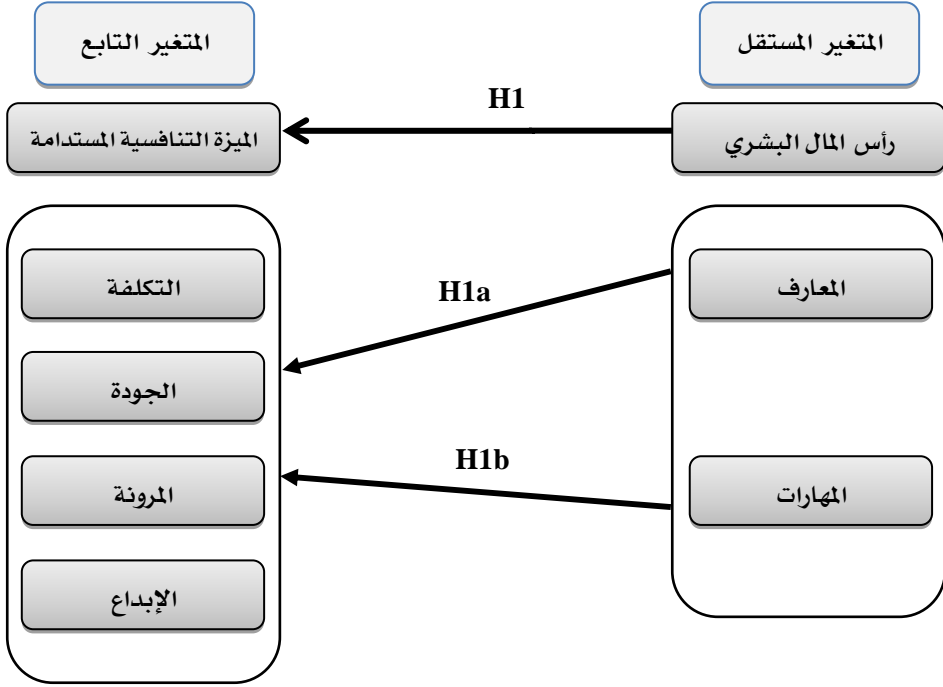 المتغير المستقل
المتغير التابع
H1
رأس المال البشري
الميزة التنافسية المستدامة
المعارف
التكلفة
H1a
الجودة
H1b
المهارات
المرونة
الإبداع